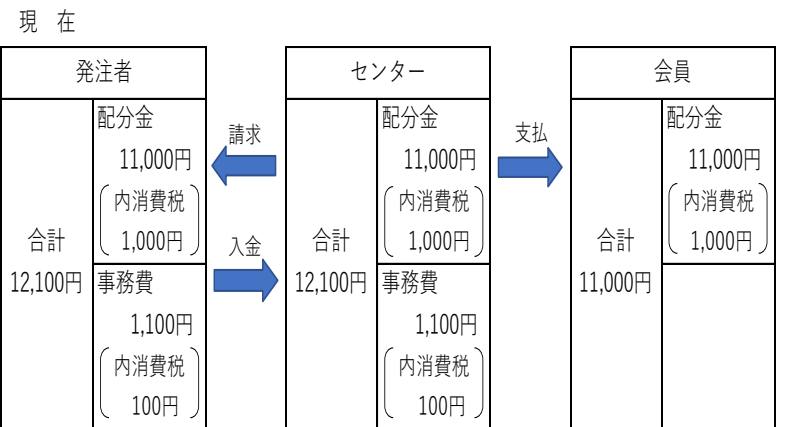 現 在
発注者
合計
12,100円
配分金
11,000円
内消費税
1,000円
事務費
1,100円
内消費税
100円
請求
入金
センター
合計
12,100円
配分金
11,000円
内消費税
1,000円
事務費
1,100円
内消費税
100円
支払
会員
合計
11,000円
配分金
11,000円
内消費税
1,000円